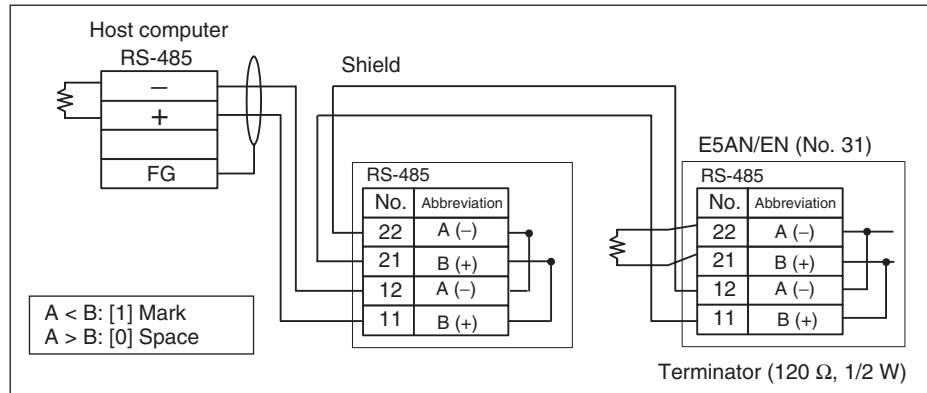 Host computer
RS-485
−
+
FG
Shield
RS-485
No. Abbreviation
22 A (−)
21 B (+)
12 A (−)
11 B (+)
E5AN/EN (No. 31)
RS-485
No. Abbreviation
22 A (−)
21 B (+)
12 A (−)
11 B (+)
A < B: [1] Mark
A > B: [0] Space
Terminator (120 Ω, 1/2 W)